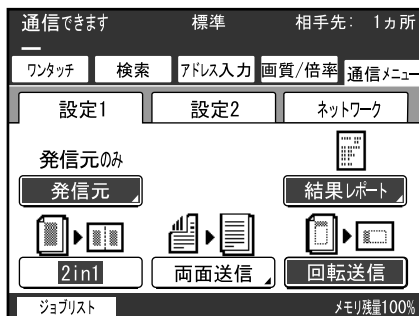 通信できます 標準 相手先: 1ヵ所
ワンタッチ 検索 アドレス入力 画質/倍率 通信メニュー
設定1 設定2 ネットワーク
発信元のみ
発信元 結果レポート
2in1 両面送信 回転送信
ジョブリスト メモリ残量100%